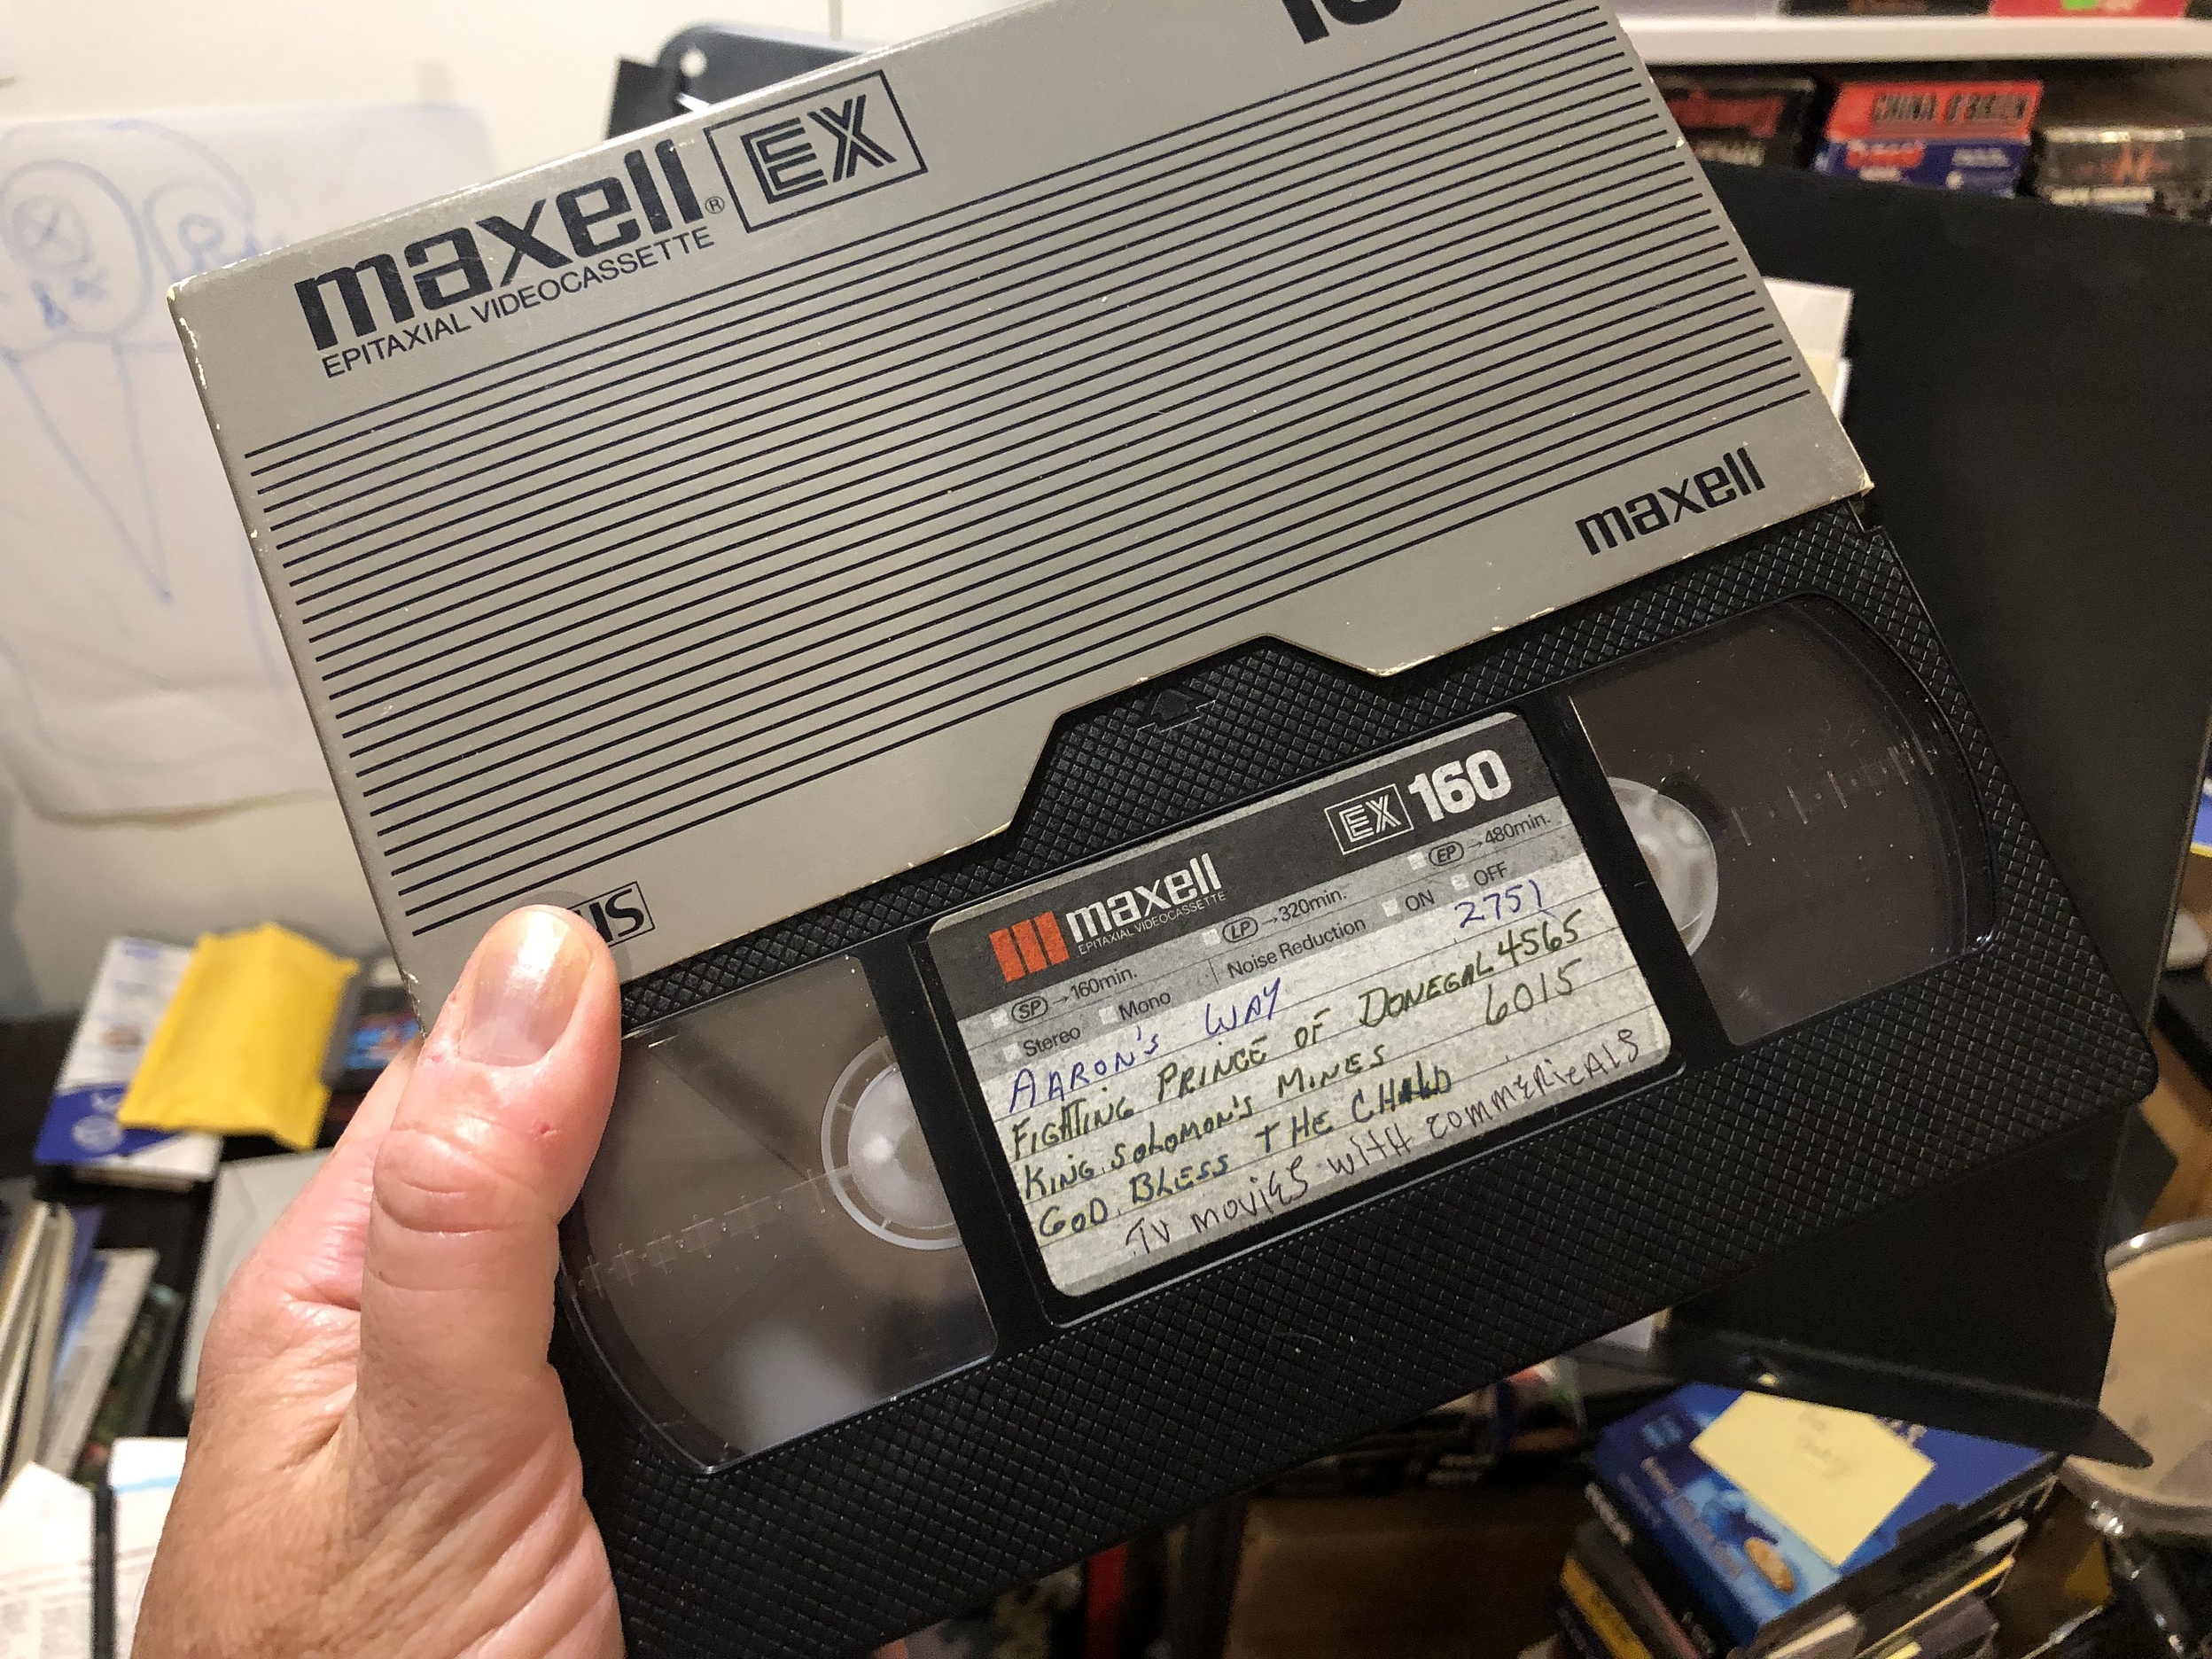 maxell® EX
EPITAXIAL VIDEOCASSETTE
maxell
CHINA O'BRIEN
maxell EX 160
EPITAXIAL VIDEOCASSETTE
SP →160min. LP →320min. EP →480min.
Stereo Mono Noise Reduction ON OFF
AARON'S WAY 2751
FIGHTING PRINCE OF DONEGAL 4565
KING SOLOMON'S MINES 6015
GOD BLESS THE CHILD
TV MOVIES WITH COMMERICALS